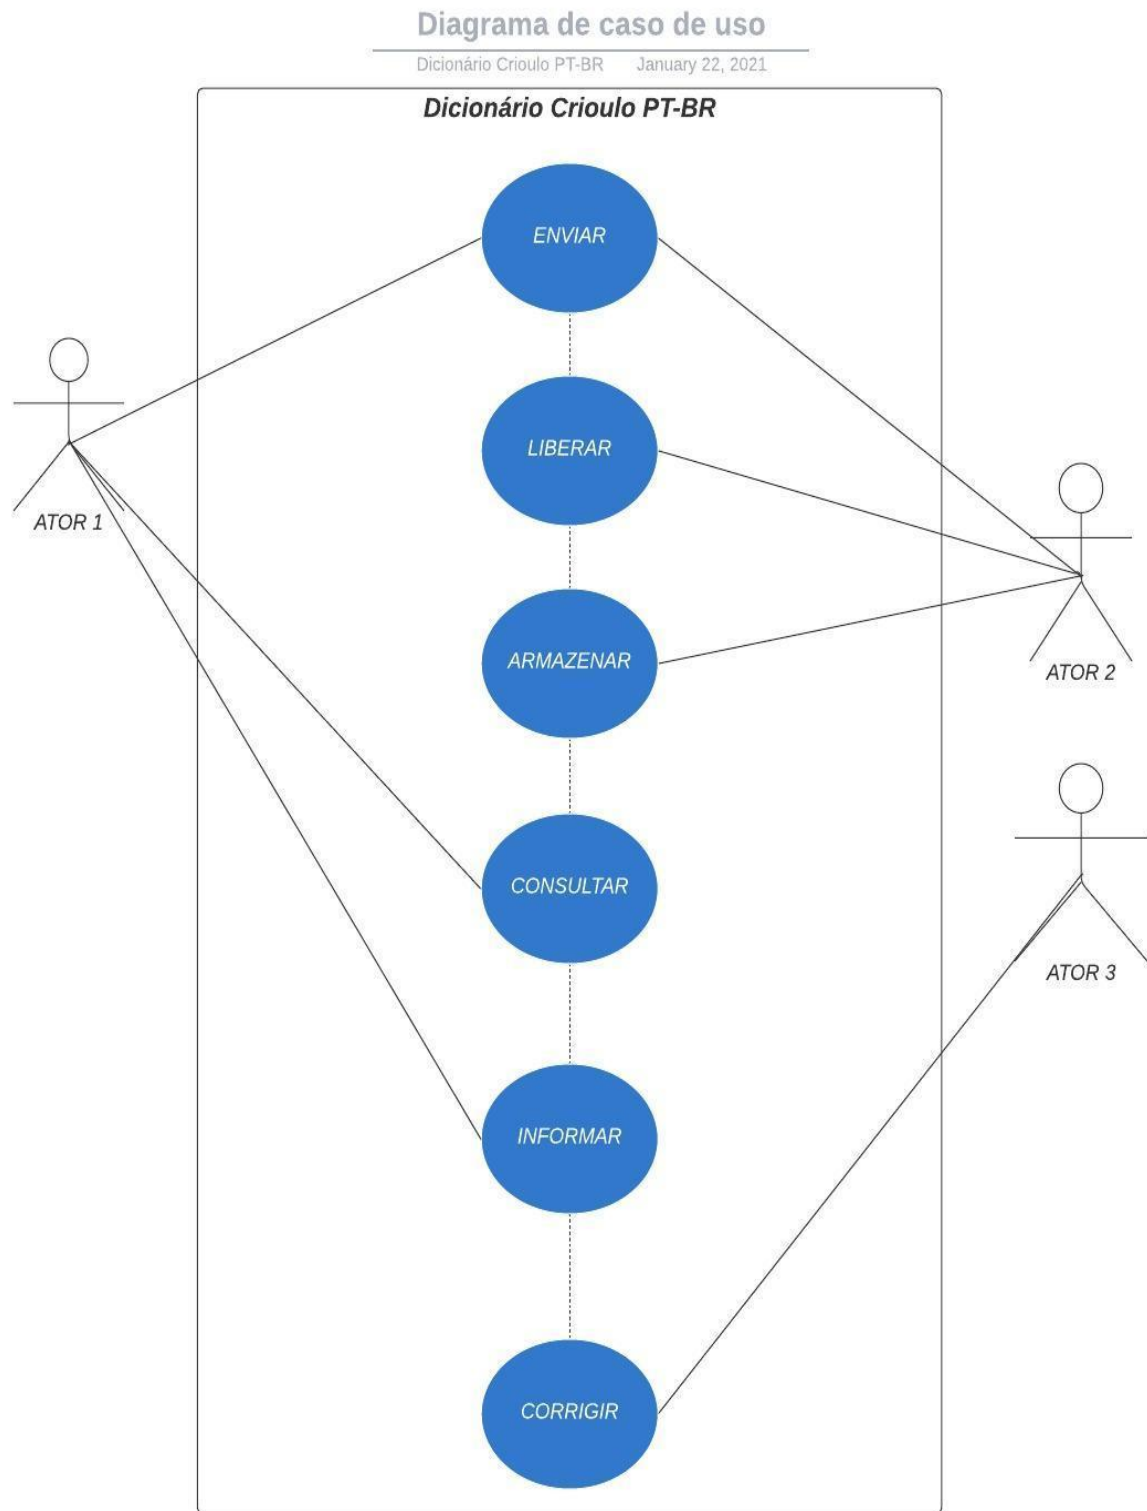 Diagrama de caso de uso
Dicionário Crioulo PT-BR January 22, 2021
Dicionário Crioulo PT-BR
ENVIAR
LIBERAR
ATOR 1
ARMAZENAR
ATOR 2
CONSULTAR
ATOR 3
INFORMAR
CORRIGIR